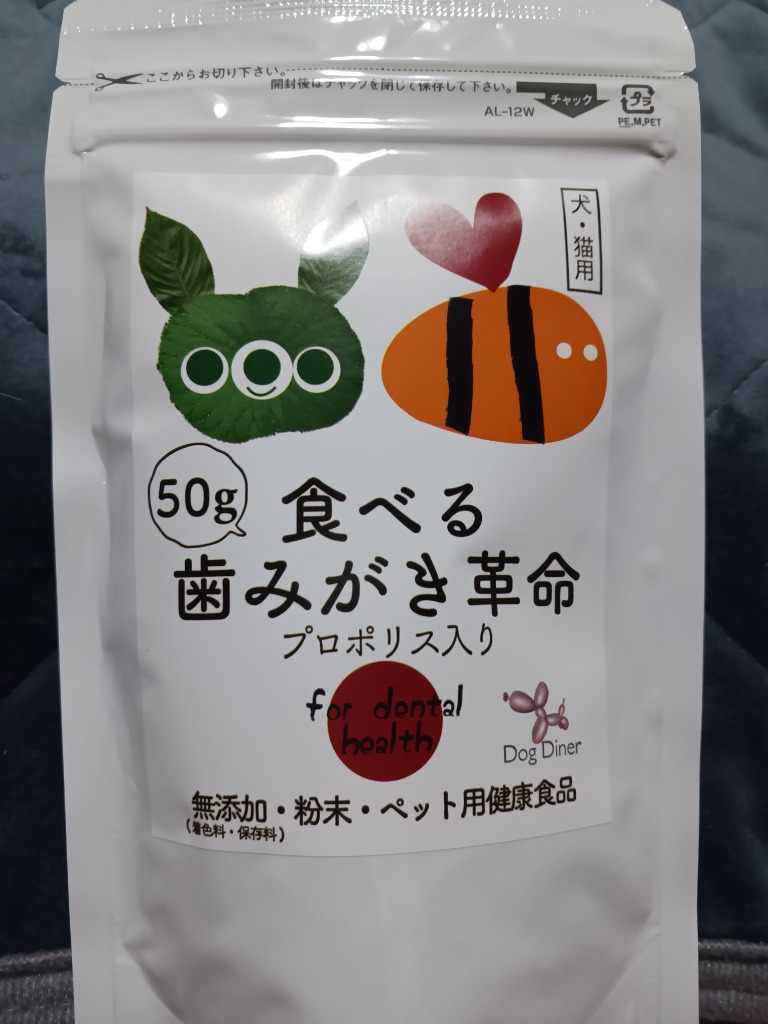 ここからお切り下さい。
開封後はチャックを閉じて保存して下さい。
チャック
AL-12W
プラ
PE,M,PET
犬・猫用
50g
食べる
歯みがき革命
プロポリス入り
for dental
health
Dog Diner
無添加・粉末・ペット用健康食品
(着色料・保存料)